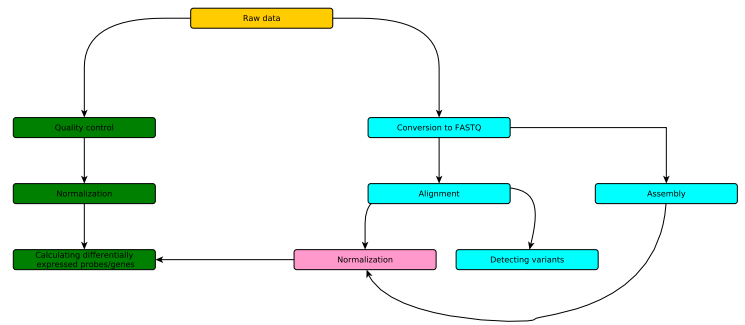 Raw data
Quality control
Conversion to FASTQ
Normalization
Alignment
Assembly
Calculating differentially
expressed probes/genes
Normalization
Detecting variants